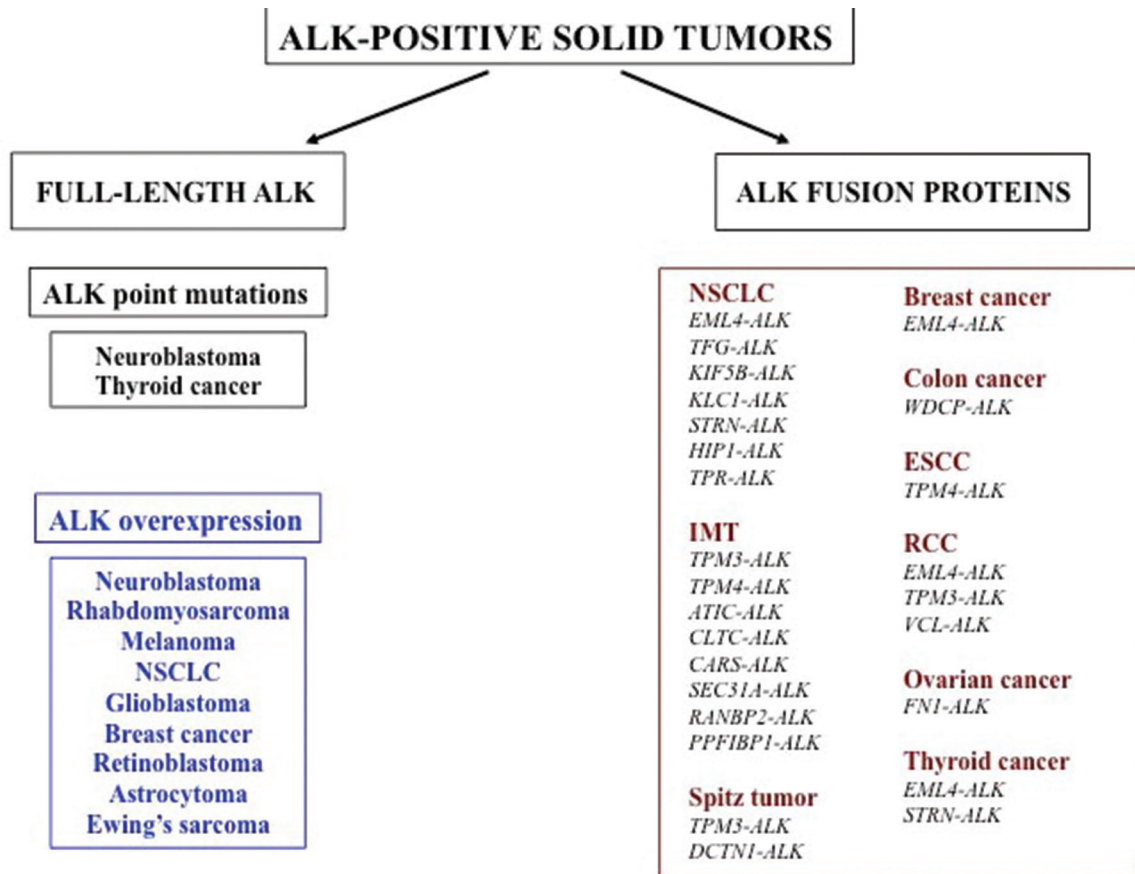 ALK-POSITIVE SOLID TUMORS
FULL-LENGTH ALK
ALK point mutations
Neuroblastoma
Thyroid cancer
ALK overexpression
Neuroblastoma
Rhabdomyosarcoma
Melanoma
NSCLC
Glioblastoma
Breast cancer
Retinoblastoma
Astrocytoma
Ewing's sarcoma
ALK FUSION PROTEINS
NSCLC
EML4-ALK
TFG-ALK
KIF5B-ALK
KLC1-ALK
STRN-ALK
HIP1-ALK
TPR-ALK
IMT
TPM3-ALK
TPM4-ALK
ATIC-ALK
CLTC-ALK
CARS-ALK
SEC31A-ALK
RANBP2-ALK
PPFIBP1-ALK
Spitz tumor
TPM3-ALK
DCTN1-ALK
Breast cancer
EML4-ALK
Colon cancer
WDCP-ALK
ESCC
TPM4-ALK
RCC
EML4-ALK
TPM3-ALK
VCL-ALK
Ovarian cancer
FN1-ALK
Thyroid cancer
EML4-ALK
STRN-ALK